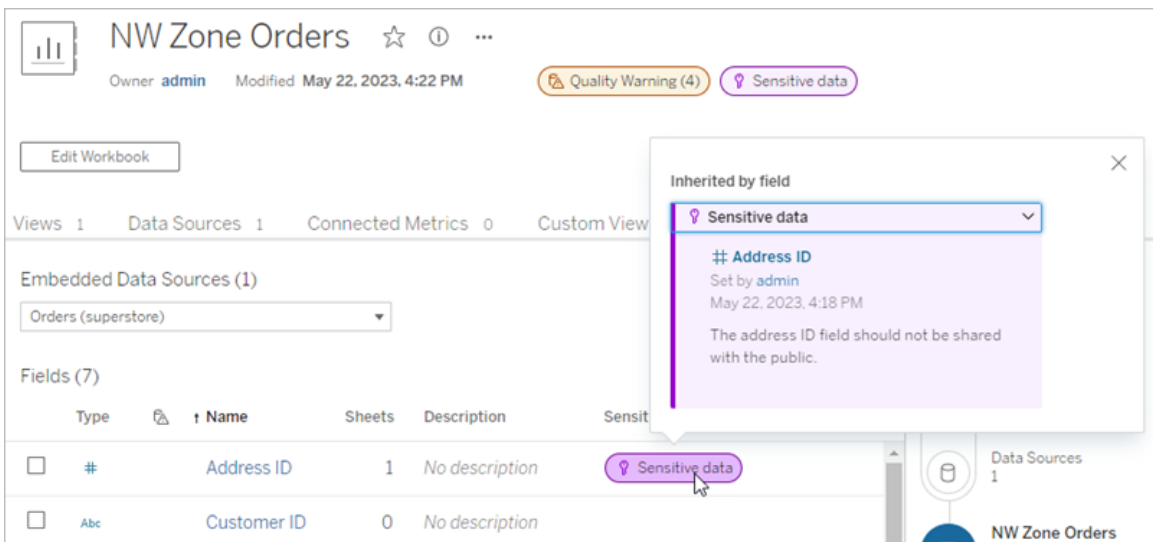 NW Zone Orders
Owner admin Modified May 22, 2023, 4:22 PM
Quality Warning (4)
Sensitive data
Edit Workbook
Views 1 Data Sources 1 Connected Metrics 0 Custom View
Embedded Data Sources (1)
Orders (superstore)
Fields (7)
Type Name Sheets Description Sensit
# Address ID 1 No description Sensitive data
Abc Customer ID 0 No description
Inherited by field
Sensitive data
# Address ID
Set by admin
May 22, 2023, 4:18 PM
The address ID field should not be shared
with the public.
Data Sources
1
NW Zone Orders